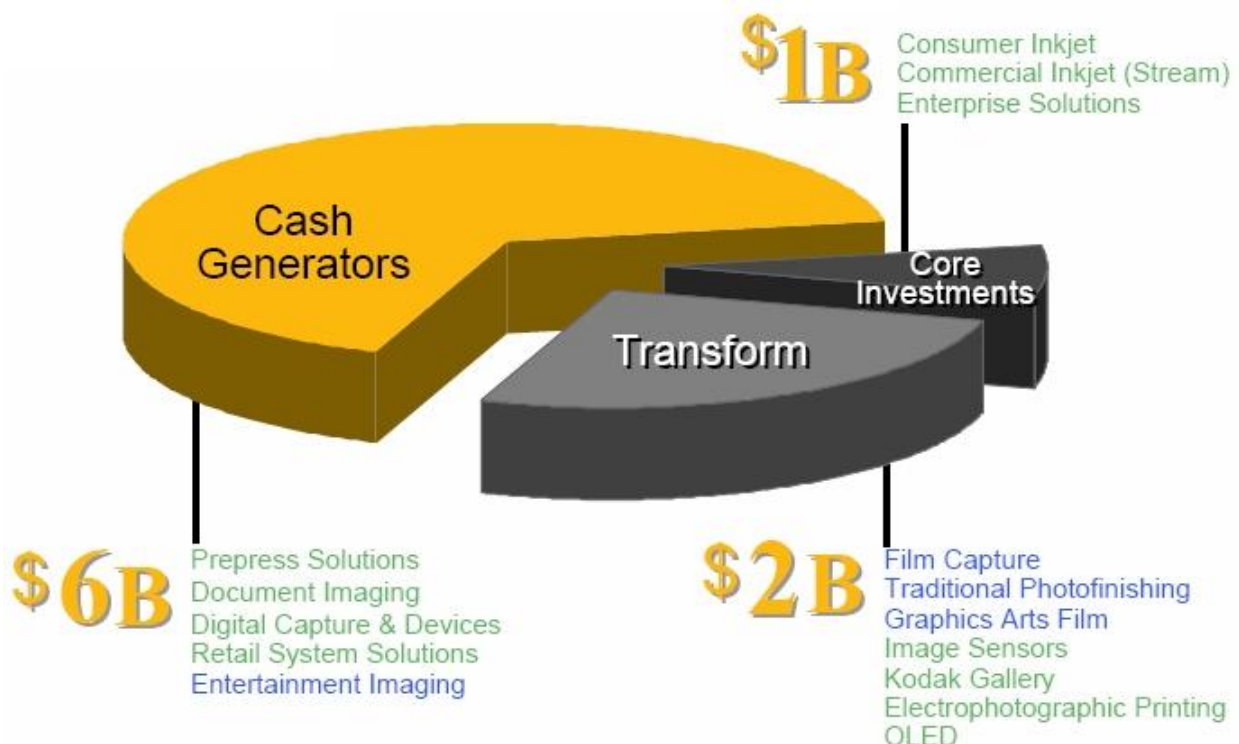 $1B
Consumer Inkjet
Commercial Inkjet (Stream)
Enterprise Solutions
Cash
Generators
Core
Investments
Transform
$6B
Prepress Solutions
Document Imaging
Digital Capture & Devices
Retail System Solutions
Entertainment Imaging
$2B
Film Capture
Traditional Photofinishing
Graphics Arts Film
Image Sensors
Kodak Gallery
Electrophotographic Printing
OLED